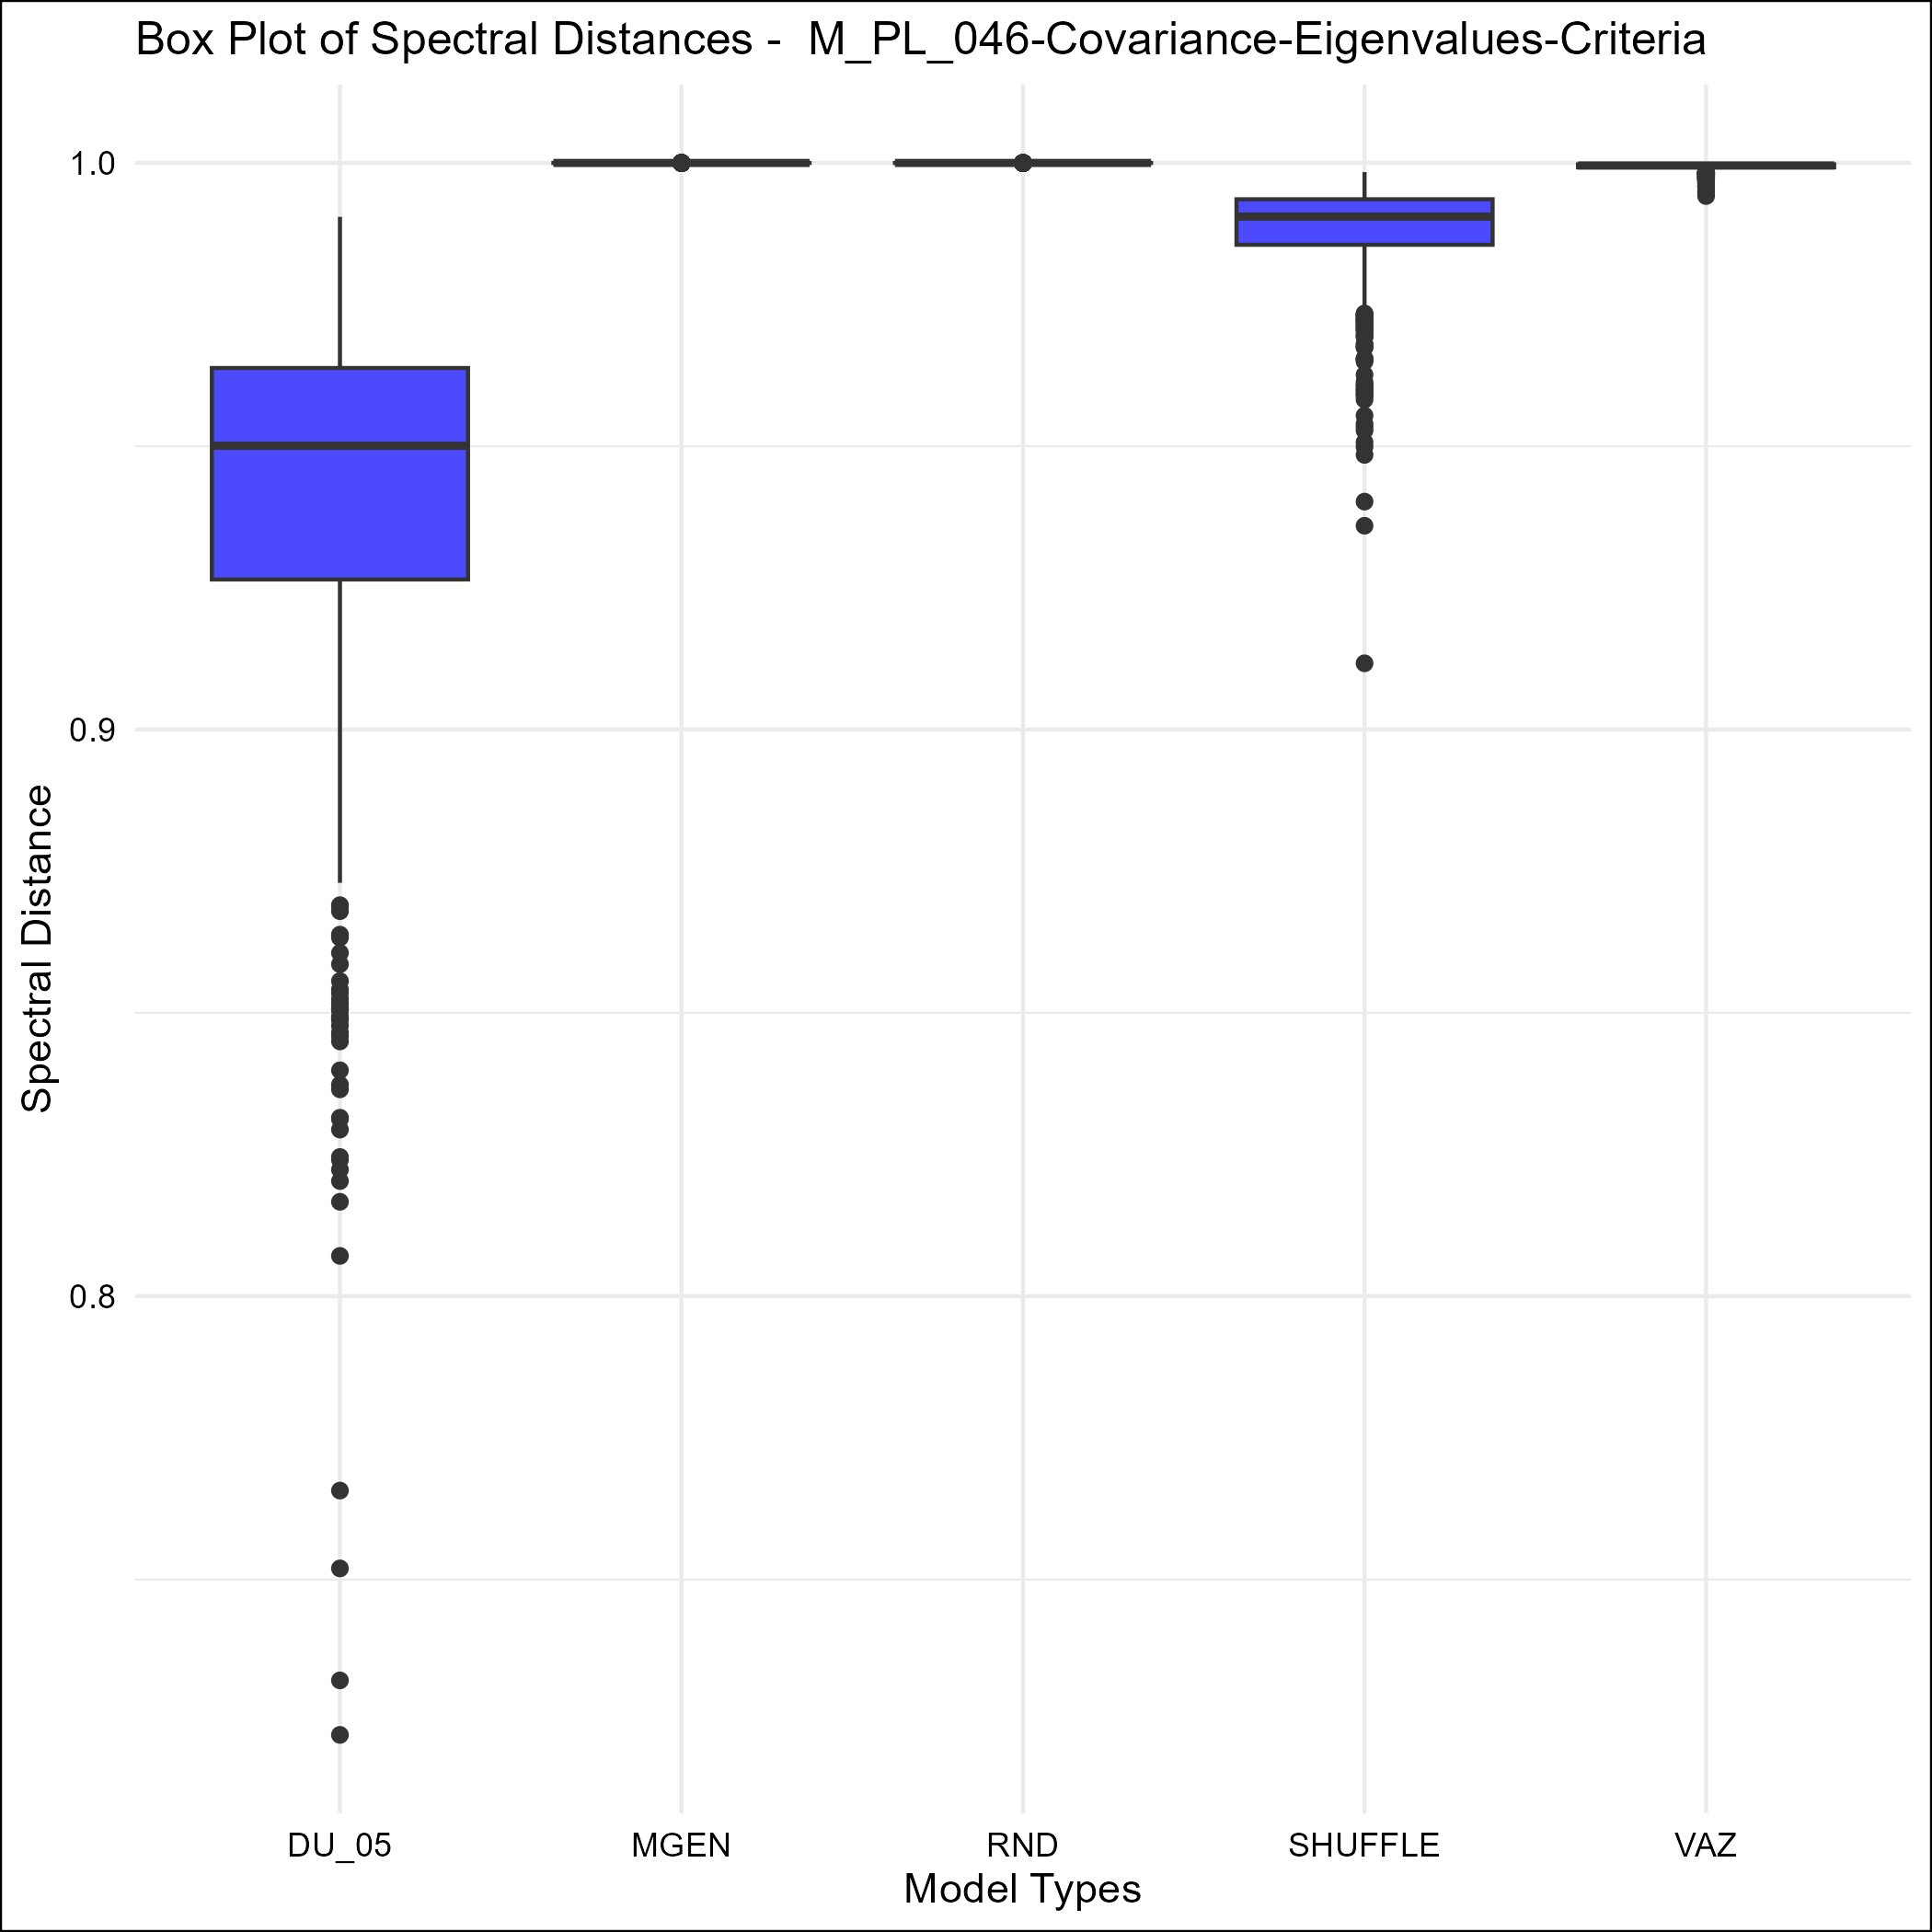 Box Plot of Spectral Distances -  M_PL_046-Covariance-Eigenvalues-Criteria
Spectral Distance
1.0
0.9
0.8
DU_05 MGEN RND SHUFFLE VAZ
Model Types